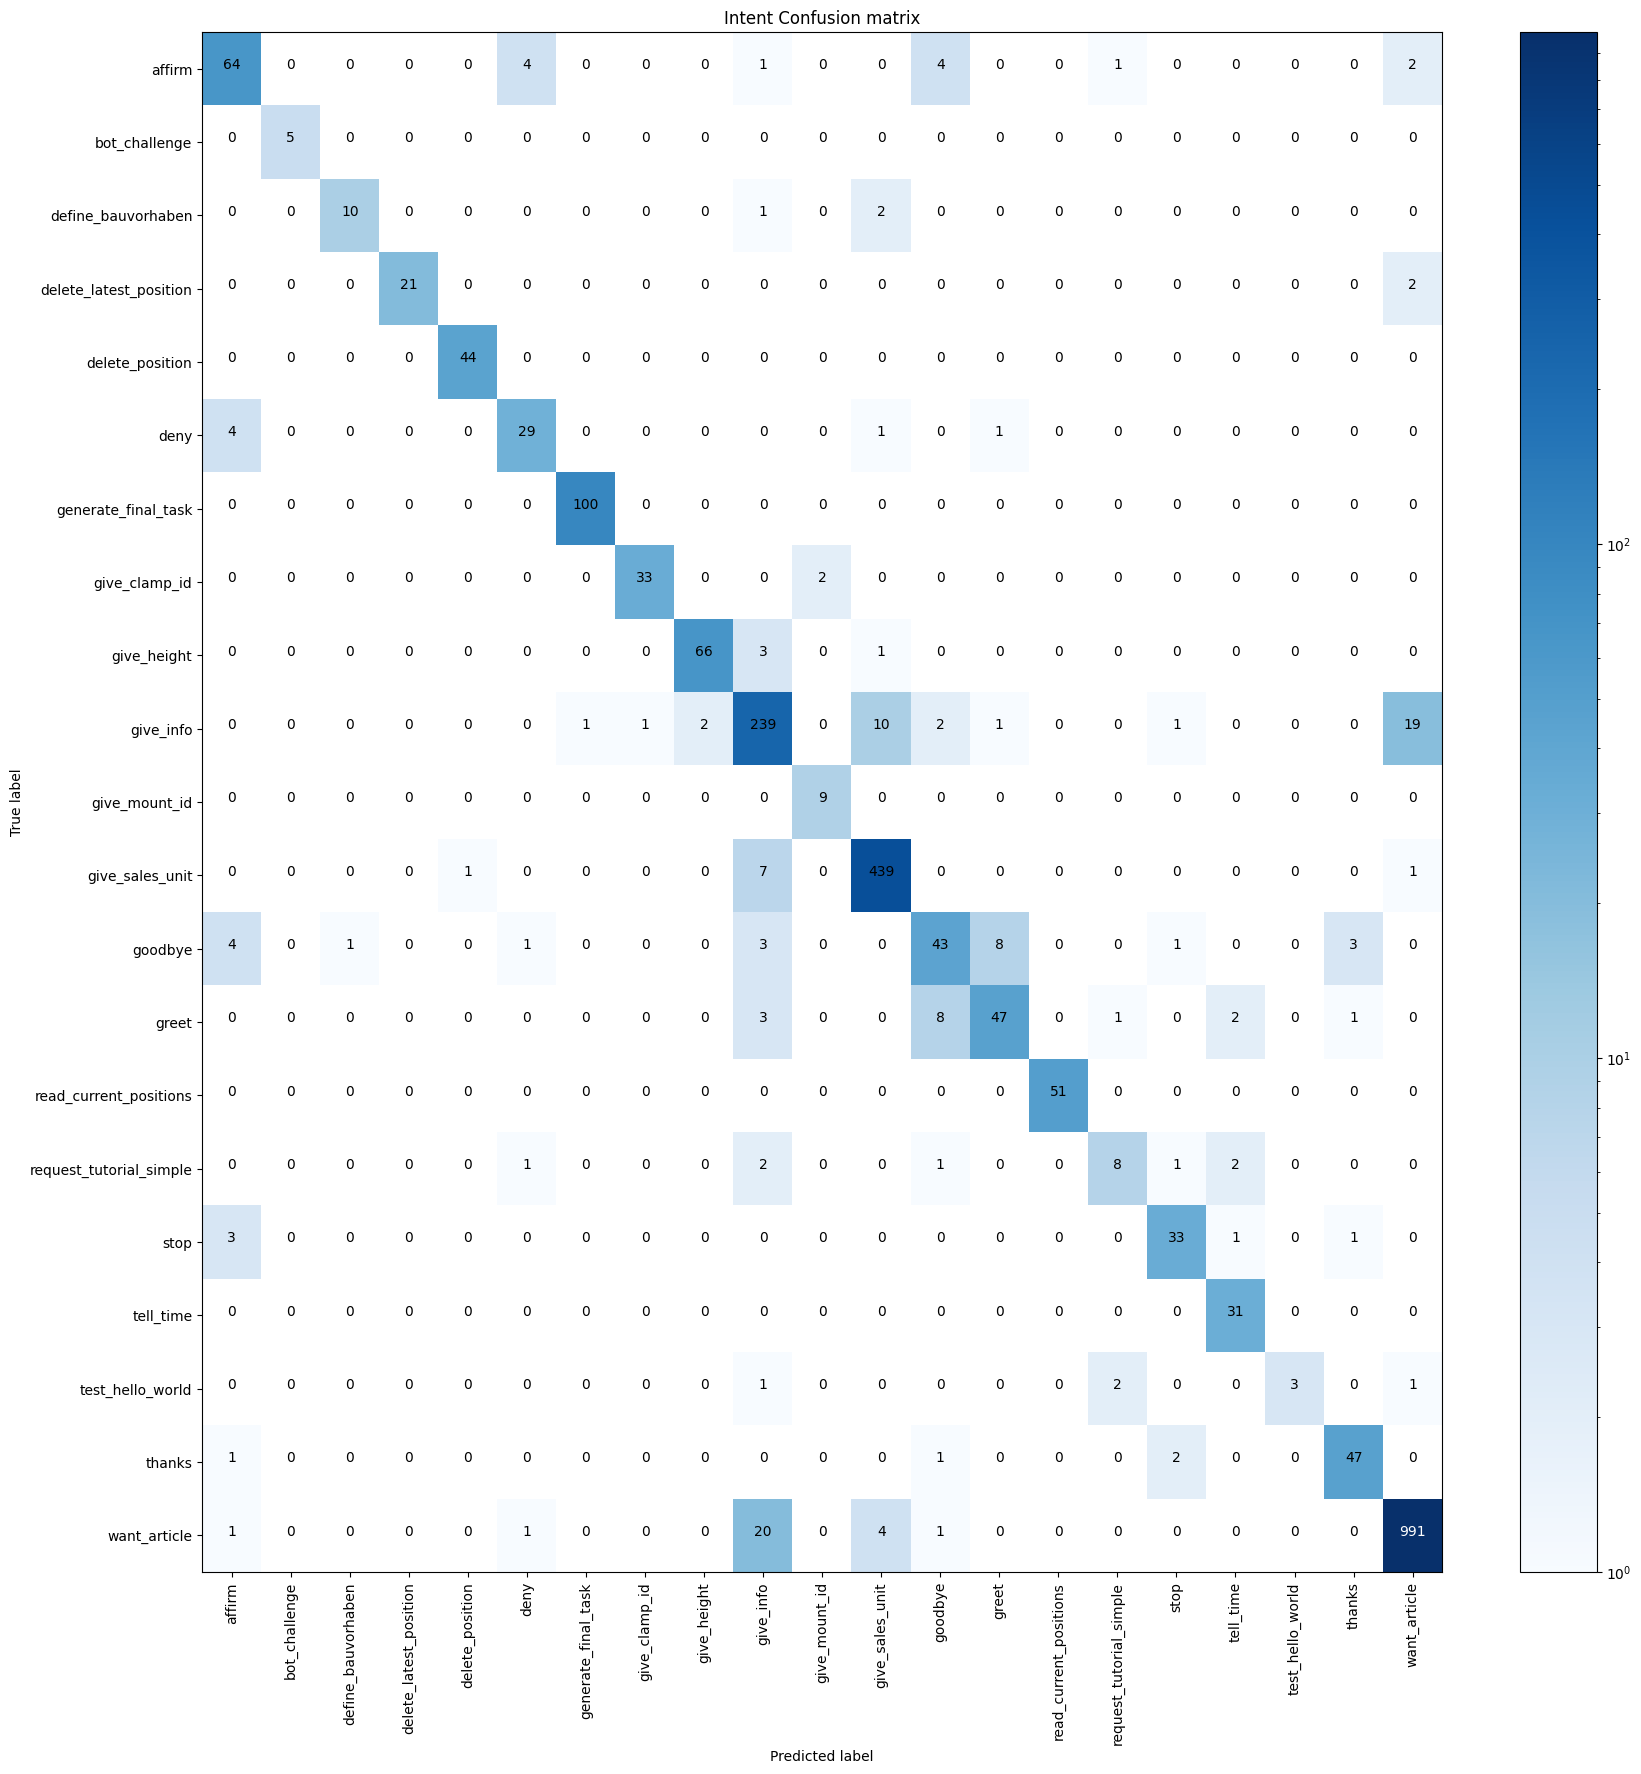 Intent Confusion matrix
affirm 64 0 0 0 0 4 0 0 0 1 0 0 4 0 0 1 0 0 0 0 2
bot_challenge 0 5 0 0 0 0 0 0 0 0 0 0 0 0 0 0 0 0 0 0 0
define_bauvorhaben 0 0 10 0 0 0 0 0 0 1 0 2 0 0 0 0 0 0 0 0 0
delete_latest_position 0 0 0 21 0 0 0 0 0 0 0 0 0 0 0 0 0 0 0 0 2
delete_position 0 0 0 0 44 0 0 0 0 0 0 0 0 0 0 0 0 0 0 0 0
deny 4 0 0 0 0 29 0 0 0 0 0 1 0 1 0 0 0 0 0 0 0
generate_final_task 0 0 0 0 0 0 100 0 0 0 0 0 0 0 0 0 0 0 0 0 0
10²
give_clamp_id 0 0 0 0 0 0 0 33 0 0 2 0 0 0 0 0 0 0 0 0 0
give_height 0 0 0 0 0 0 0 0 66 3 0 1 0 0 0 0 0 0 0 0 0
give_info 0 0 0 0 0 0 1 1 2 239 0 10 2 1 0 0 1 0 0 0 19
True label
give_mount_id 0 0 0 0 0 0 0 0 0 0 9 0 0 0 0 0 0 0 0 0 0
give_sales_unit 0 0 0 0 1 0 0 0 0 7 0 439 0 0 0 0 0 0 0 0 1
goodbye 4 0 1 0 0 1 0 0 0 3 0 0 43 8 0 0 1 0 0 3 0
greet 0 0 0 0 0 0 0 0 0 3 0 0 8 47 0 1 0 2 0 1 0
10¹
read_current_positions 0 0 0 0 0 0 0 0 0 0 0 0 0 0 51 0 0 0 0 0 0
request_tutorial_simple 0 0 0 0 0 1 0 0 0 2 0 0 1 0 0 8 1 2 0 0 0
stop 3 0 0 0 0 0 0 0 0 0 0 0 0 0 0 0 33 1 0 1 0
tell_time 0 0 0 0 0 0 0 0 0 0 0 0 0 0 0 0 0 31 0 0 0
test_hello_world 0 0 0 0 0 0 0 0 0 1 0 0 0 0 0 2 0 0 3 0 1
thanks 1 0 0 0 0 0 0 0 0 0 0 0 1 0 0 0 2 0 0 47 0
want_article 1 0 0 0 0 1 0 0 0 20 0 4 1 0 0 0 0 0 0 0 991
10⁰
affirm
bot_challenge
define_bauvorhaben
delete_latest_position
delete_position
deny
generate_final_task
give_clamp_id
give_height
give_info
give_mount_id
give_sales_unit
goodbye
greet
read_current_positions
request_tutorial_simple
stop
tell_time
test_hello_world
thanks
want_article
Predicted label